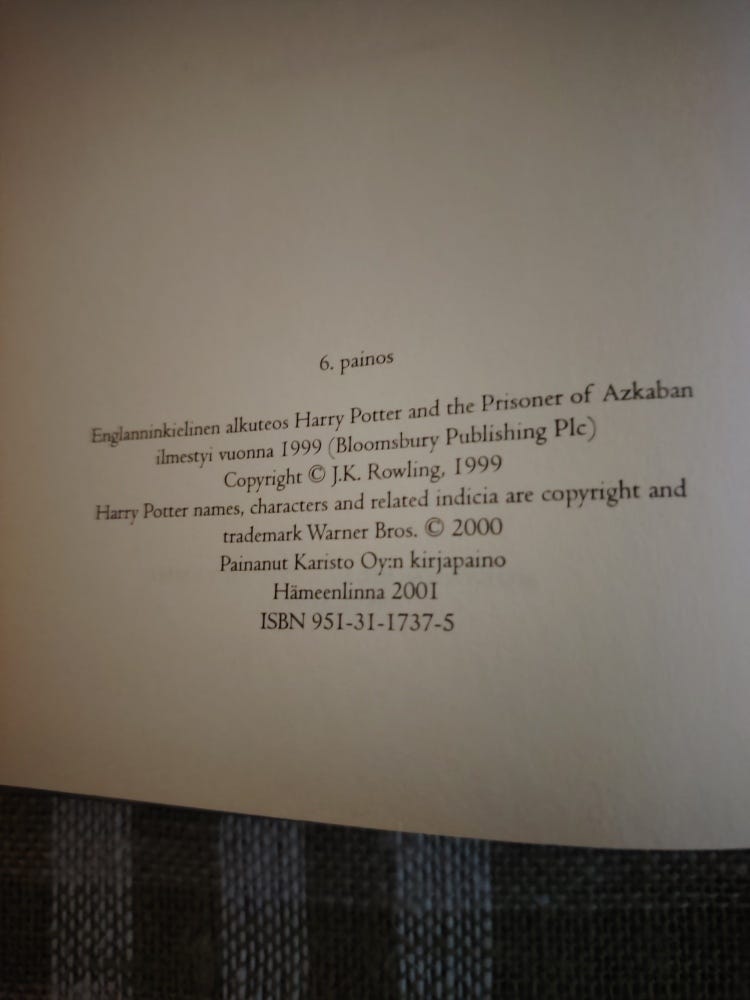 6. painos
Englanninkielinen alkuteos Harry Potter and the Prisoner of Azkaban
ilmestyi vuonna 1999 (Bloomsbury Publishing Plc)
Copyright © J.K. Rowling, 1999
Harry Potter names, characters and related indicia are copyright and
trademark Warner Bros. © 2000
Painanut Karisto Oy:n kirjapaino
Hämeenlinna 2001
ISBN 951-31-1737-5